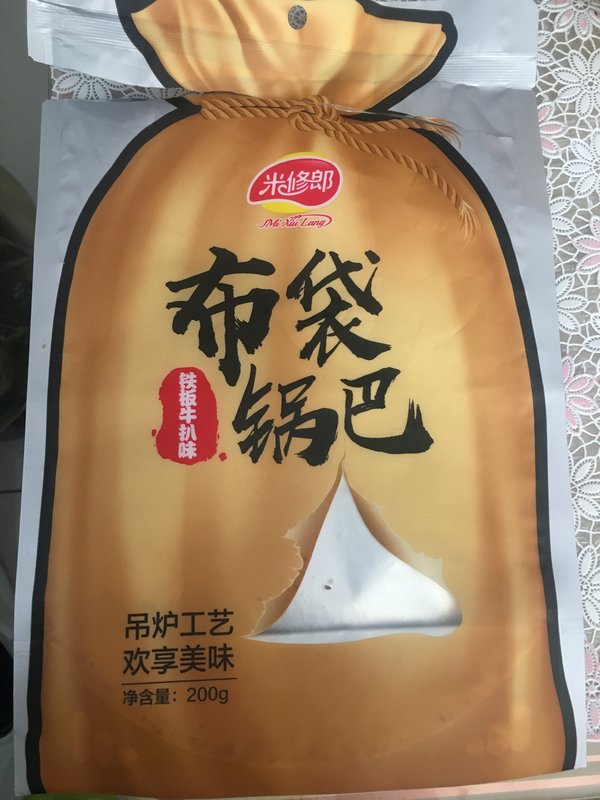 米修郎
Mi Xiu Lang
布袋
锅巴
铁板牛扒味
吊炉工艺
欢享美味
净含量：200g